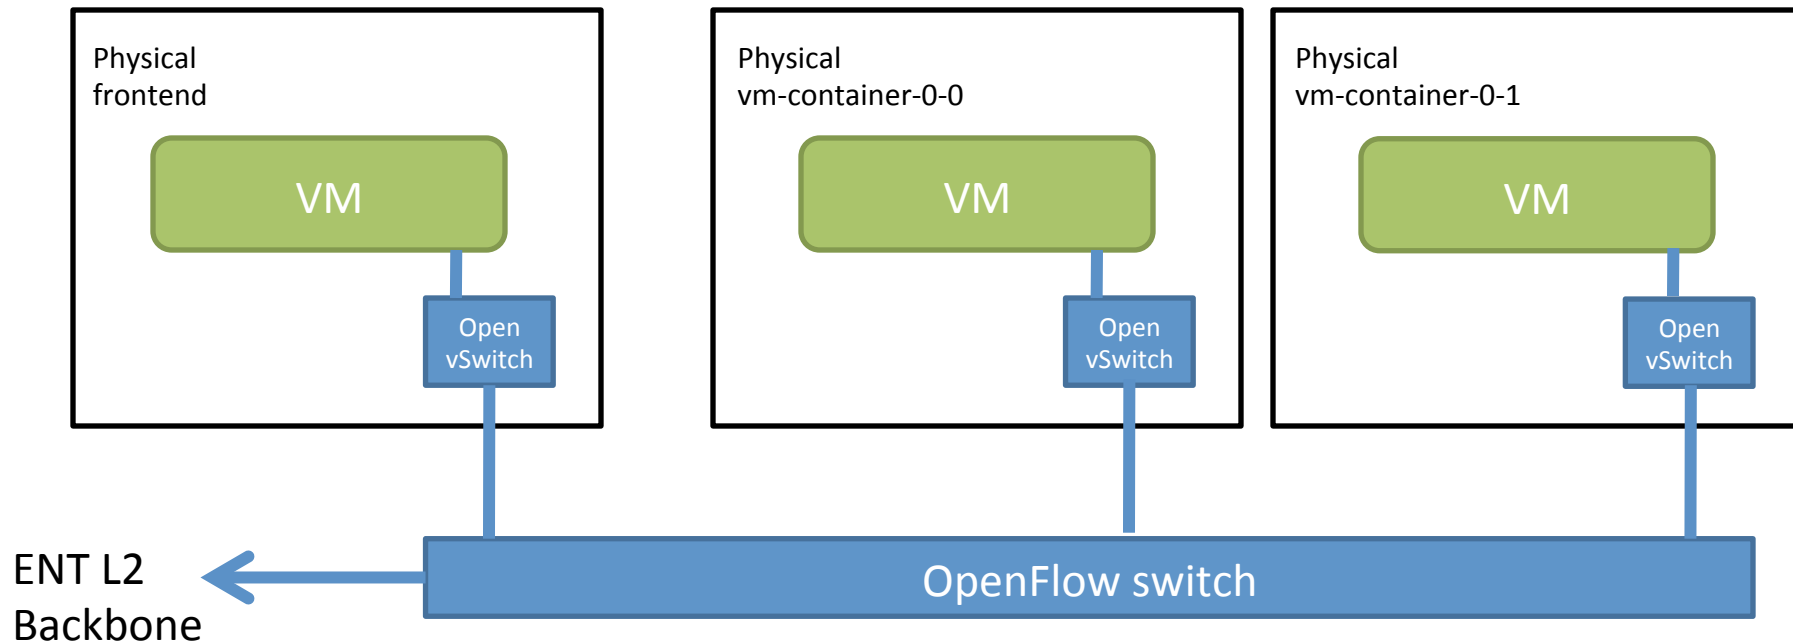 Physical
frontend
VM
Open
vSwitch
Physical
vm-container-0-0
VM
Open
vSwitch
Physical
vm-container-0-1
VM
Open
vSwitch
ENT L2
Backbone
OpenFlow switch